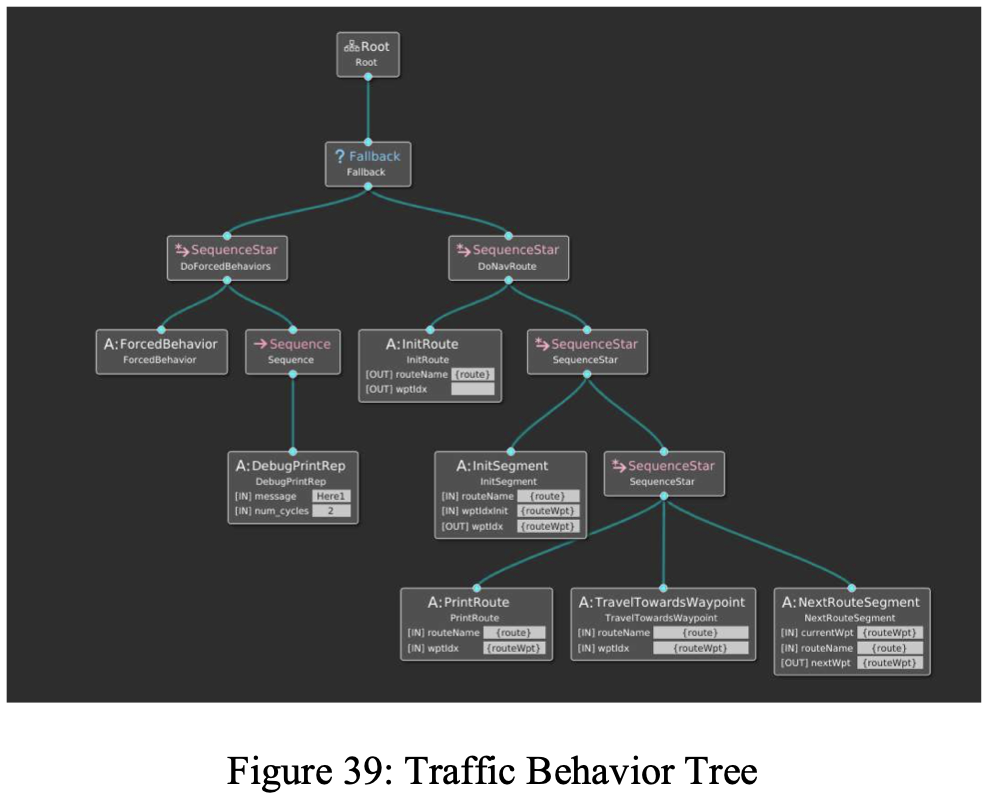 Root
Root
? Fallback
Fallback
SequenceStar
DoForcedBehaviors
SequenceStar
DoNavRoute
A:ForcedBehavior
ForcedBehavior
Sequence
Sequence
A:InitRoute
InitRoute
[OUT] routeName {route}
[OUT] wptIdx
SequenceStar
SequenceStar
A:DebugPrintRep
DebugPrintRep
[IN] message Here1
[IN] num_cycles 2
A:InitSegment
InitSegment
[IN] routeName {route}
[IN] wptIdxInit {routeWpt}
[OUT] wptIdx {routeWpt}
SequenceStar
SequenceStar
A:PrintRoute
PrintRoute
[IN] routeName {route}
[IN] wptIdx {routeWpt}
A:TravelTowardsWaypoint
TravelTowardsWaypoint
[IN] routeName {route}
[IN] wptIdx {routeWpt}
A:NextRouteSegment
NextRouteSegment
[IN] currentWpt {routeWpt}
[IN] routeName {route}
[OUT] nextWpt {routeWpt}
Figure 39: Traffic Behavior Tree